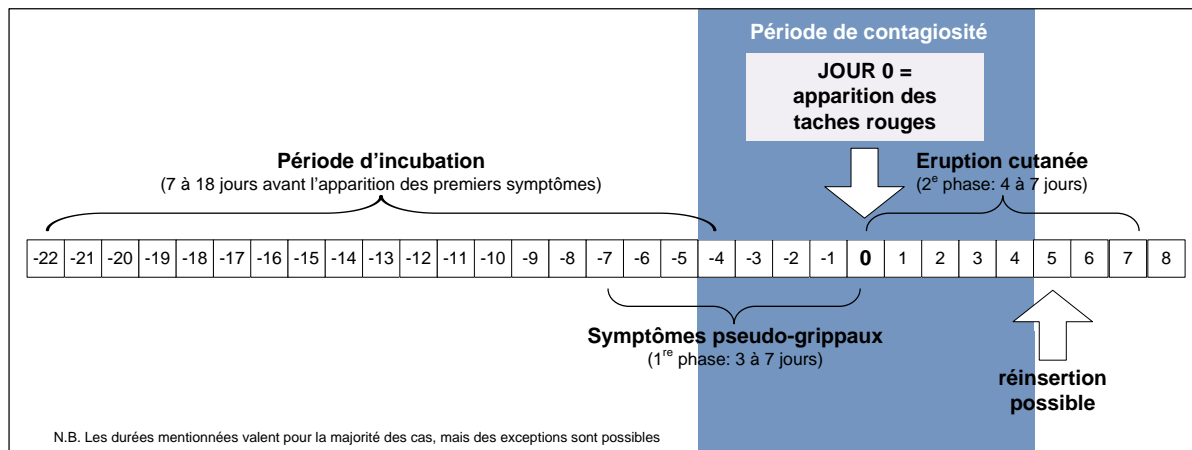 Période de contagiosité
JOUR 0 =
apparition des
taches rouges
Période d'incubation
(7 à 18 jours avant l'apparition des premiers symptômes)
Eruption cutanée
(2e phase: 4 à 7 jours)
-22 -21 -20 -19 -18 -17 -16 -15 -14 -13 -12 -11 -10 -9 -8 -7 -6 -5 -4 -3 -2 -1 0 1 2 3 4 5 6 7 8
Symptômes pseudo-grippaux
(1re phase: 3 à 7 jours)
réinsertion
possible
N.B. Les durées mentionnées valent pour la majorité des cas, mais des exceptions sont possibles